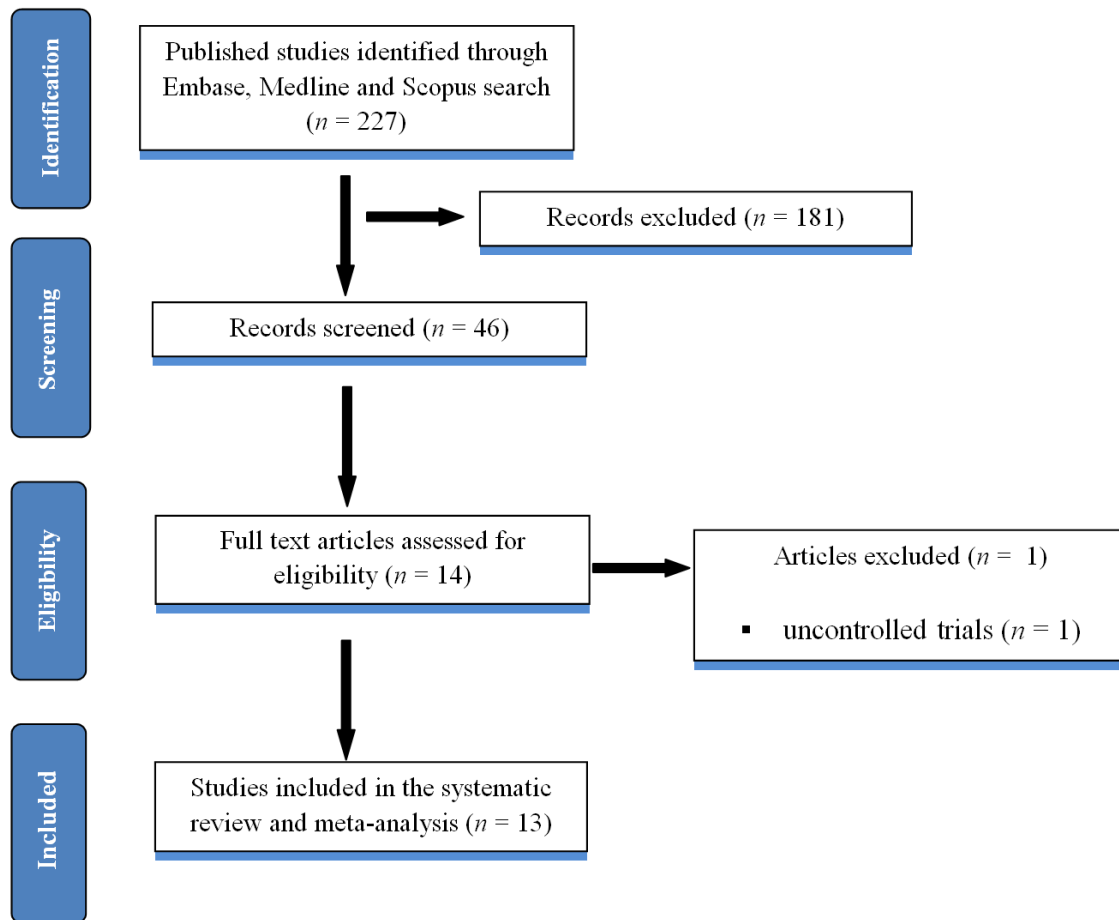 Identification
Published studies identified through
Embase, Medline and Scopus search
(n = 227)
Records excluded (n = 181)
Screening
Records screened (n = 46)
Eligibility
Full text articles assessed for
eligibility (n = 14)
Articles excluded (n = 1)
▪ uncontrolled trials (n = 1)
Included
Studies included in the systematic
review and meta-analysis (n = 13)